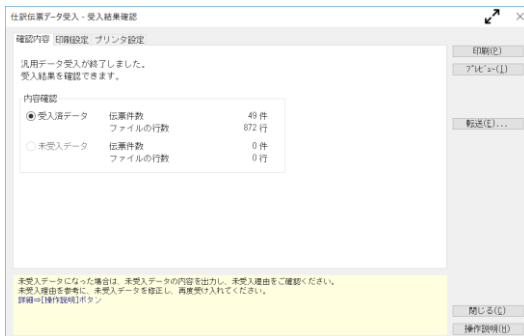 仕訳伝票データ受入 - 受入結果確認
確認内容 印刷設定 プリンタ設定
汎用データ受入が終了しました。
受入結果を確認できます。
内容確認
受入済データ 伝票件数 49 件
ファイルの行数 872 行
未受入データ 伝票件数 0 件
ファイルの行数 0 行
印刷(P)
プレビュー(L)
転送(E)...
未受入データになった場合は、未受入データの内容を出力し、未受入理由をご確認ください。
未受入理由を参考に、未受入データを修正し、再度受け入れてください。
詳細⇒[操作説明]ボタン
閉じる(C)
操作説明(H)